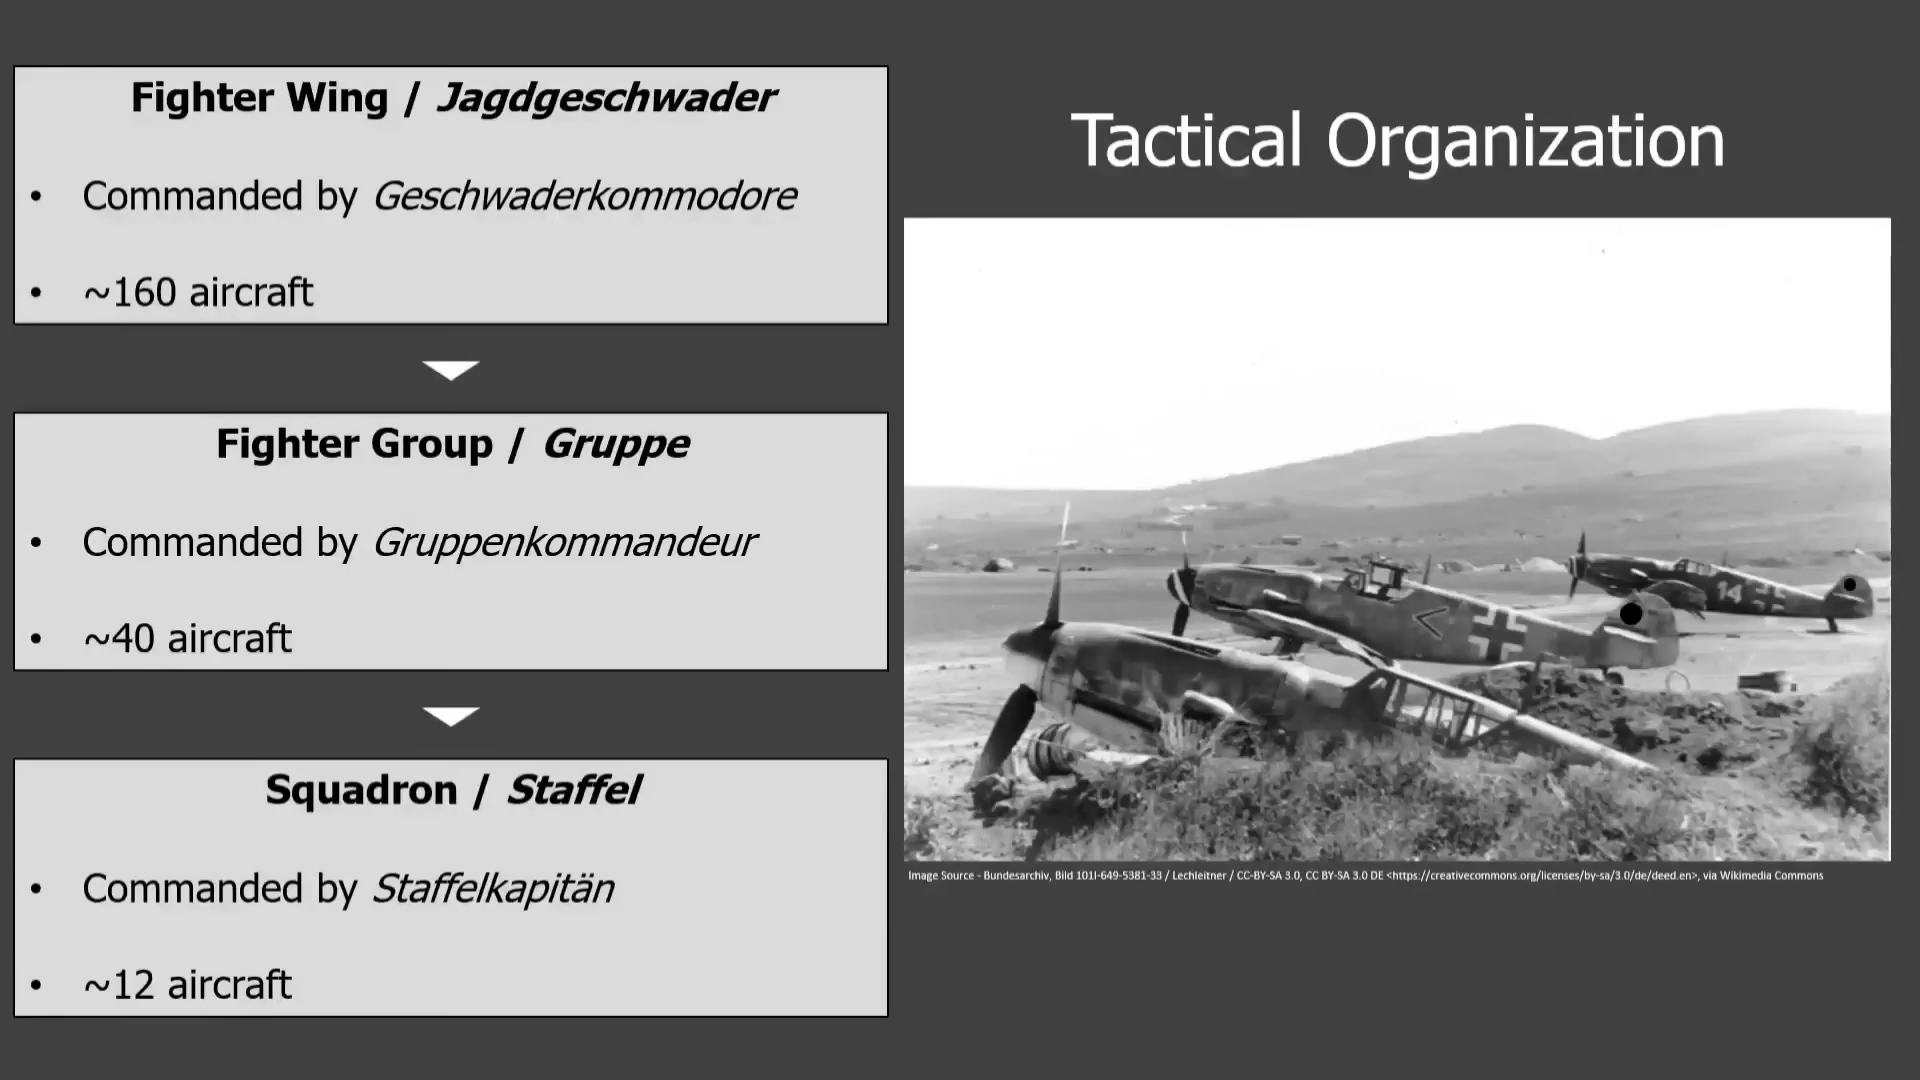 Fighter Wing / Jagdgeschwader
• Commanded by Geschwaderkommodore
• ~160 aircraft
Fighter Group / Gruppe
• Commanded by Gruppenkommandeur
• ~40 aircraft
Squadron / Staffel
• Commanded by Staffelkapitän
• ~12 aircraft
Tactical Organization
14
Image Source - Bundesarchiv, Bild 101I-649-5381-33 / Lechleitner / CC-BY-SA 3.0, CC BY-SA 3.0 DE <https://creativecommons.org/licenses/by-sa/3.0/de/deed.en>, via Wikimedia Commons